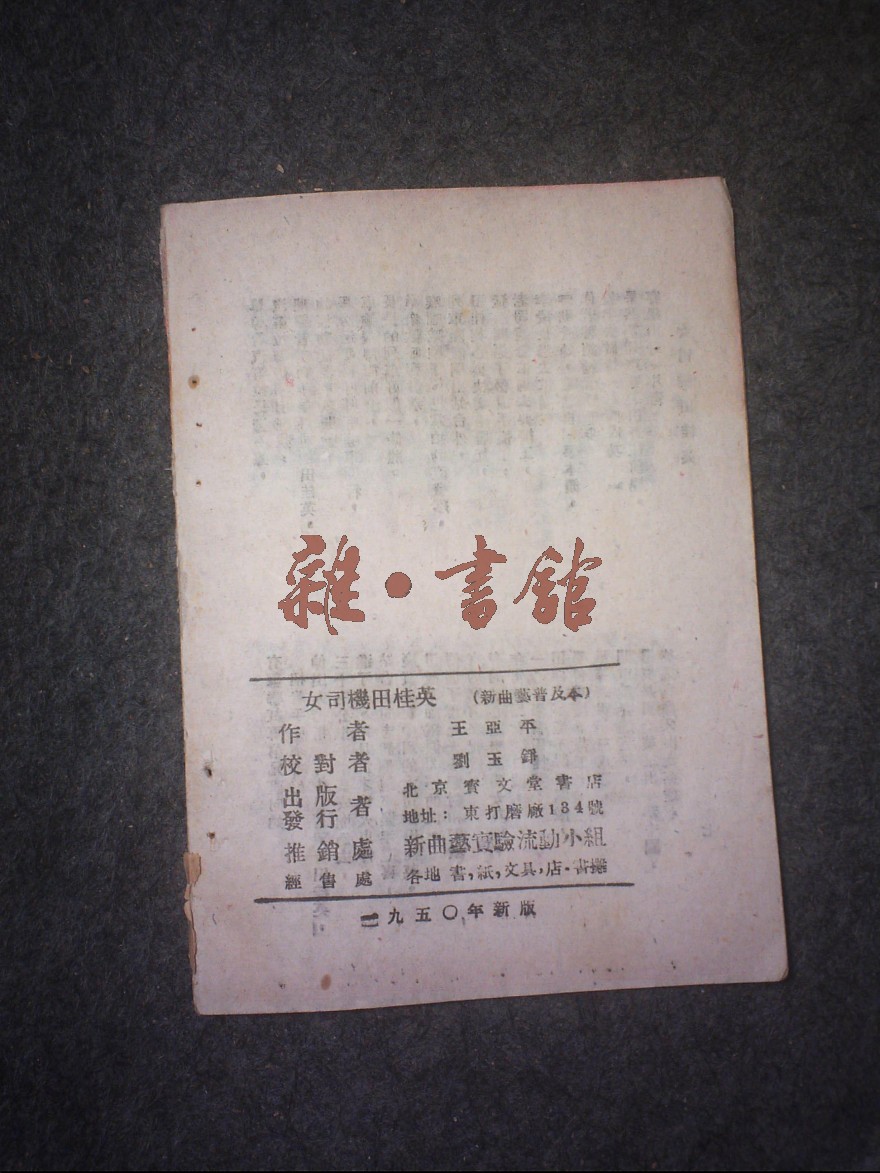 雜·書館
女司機田桂英 (新曲藝普及本)
作者 王亞平
校對者 劉玉錚
出版發行者 北京寶文堂書店
地址:東打磨廠134號
推銷處 新曲藝實驗流動小組
經售處 各地書,紙,文具,店·書攤
一九五〇年新版